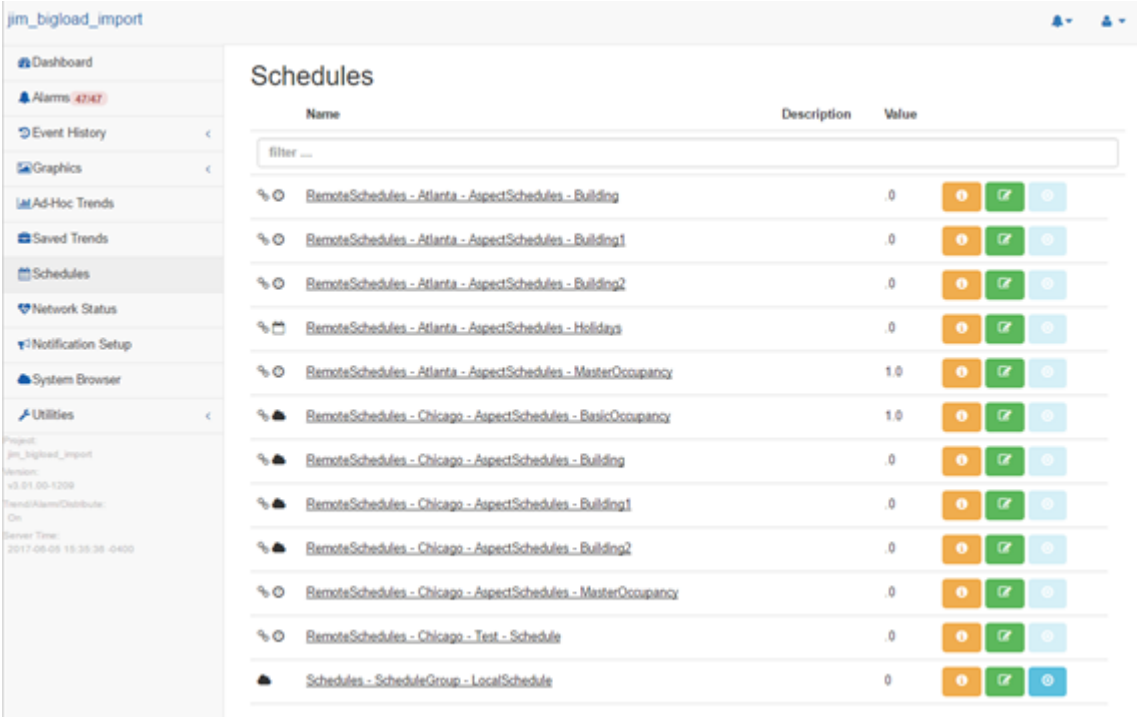 jim_bigload_import
Dashboard
Alarms 47/47
Event History
Graphics
Ad-Hoc Trends
Saved Trends
Schedules
Network Status
Notification Setup
System Browser
Utilities
Project:
jim_bigload_import
Version:
v3.01.00-1209
Trend/Alarm/Distribute:
On
Server Time:
2017-06-05 19:35:36 -0400
Schedules
Name Description Value
filter ....
RemoteSchedules - Atlanta - AspectSchedules - Building .0
RemoteSchedules - Atlanta - AspectSchedules - Building1 .0
RemoteSchedules - Atlanta - AspectSchedules - Building2 .0
RemoteSchedules - Atlanta - AspectSchedules - Holidays .0
RemoteSchedules - Atlanta - AspectSchedules - MasterOccupancy 1.0
RemoteSchedules - Chicago - AspectSchedules - BasicOccupancy 1.0
RemoteSchedules - Chicago - AspectSchedules - Building .0
RemoteSchedules - Chicago - AspectSchedules - Building1 .0
RemoteSchedules - Chicago - AspectSchedules - Building2 .0
RemoteSchedules - Chicago - AspectSchedules - MasterOccupancy .0
RemoteSchedules - Chicago - Test - Schedule .0
Schedules - ScheduleGroup - LocalSchedule 0